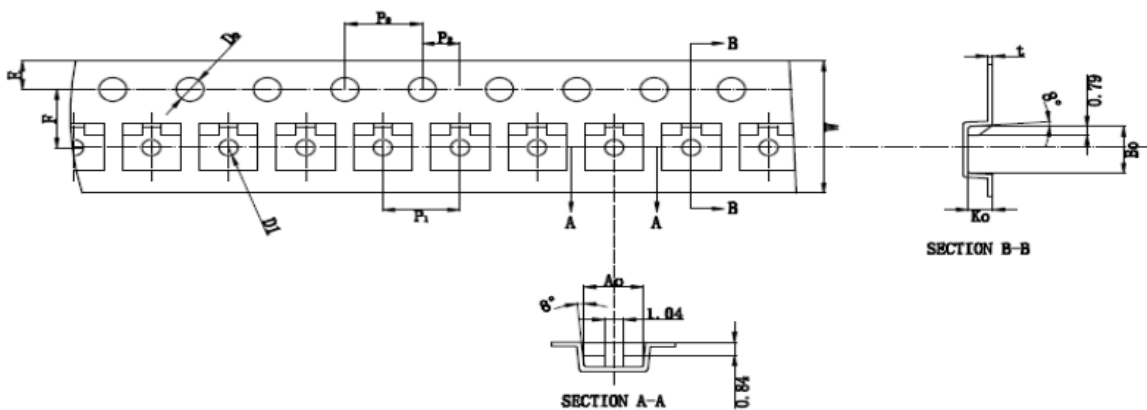 P₀
D₀
P₂
B
t
E
8°
0.79
F
W
B₀
D1
P₁
A
A
B
K₀
SECTION B-B
A₀
8°
1.04
0.84
SECTION A-A